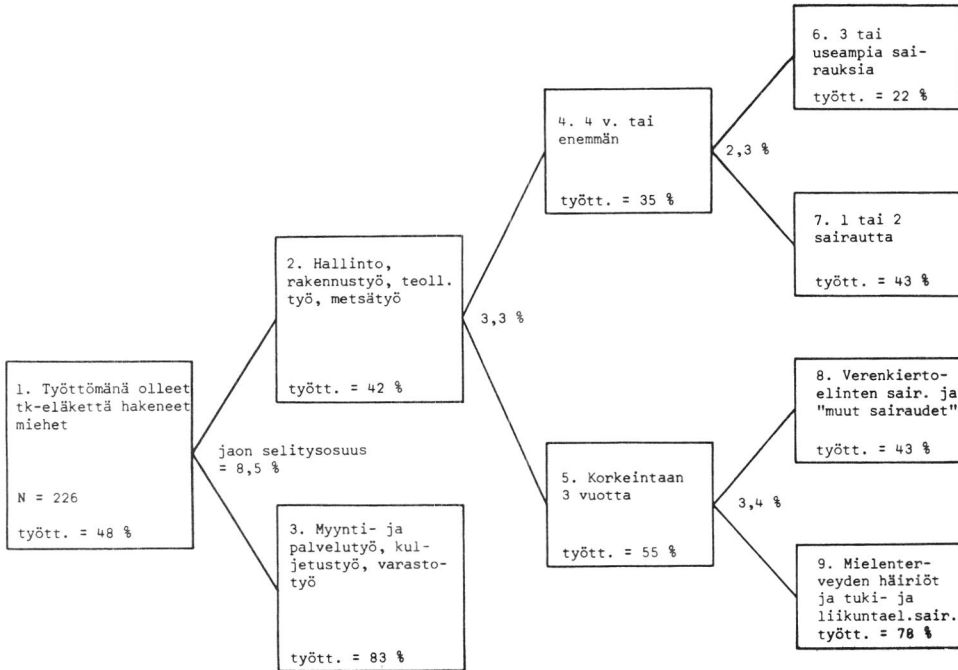 1. Työttömänä olleet
tk-eläkettä hakeneet
miehet
N = 226
tyött. = 48 %
jaon selitysosuus
= 8,5 %
2. Hallinto,
rakennustyö, teoll.
työ, metsätyö
tyött. = 42 %
3. Myynti- ja
palvelutyö, kul-
jetustyö, varasto-
työ
tyött. = 83 %
3,3 %
4. 4 v. tai
enemmän
tyött. = 35 %
5. Korkeintaan
3 vuotta
tyött. = 55 %
2,3 %
6. 3 tai
useampia sai-
rauksia
tyött. = 22 %
7. 1 tai 2
sairautta
tyött. = 43 %
3,4 %
8. Verenkierto-
elinten sair. ja
"muut sairaudet"
tyött. = 43 %
9. Mielenter-
veyden häiriöt
ja tuki- ja
liikuntael.sair.
tyött. = 78 %